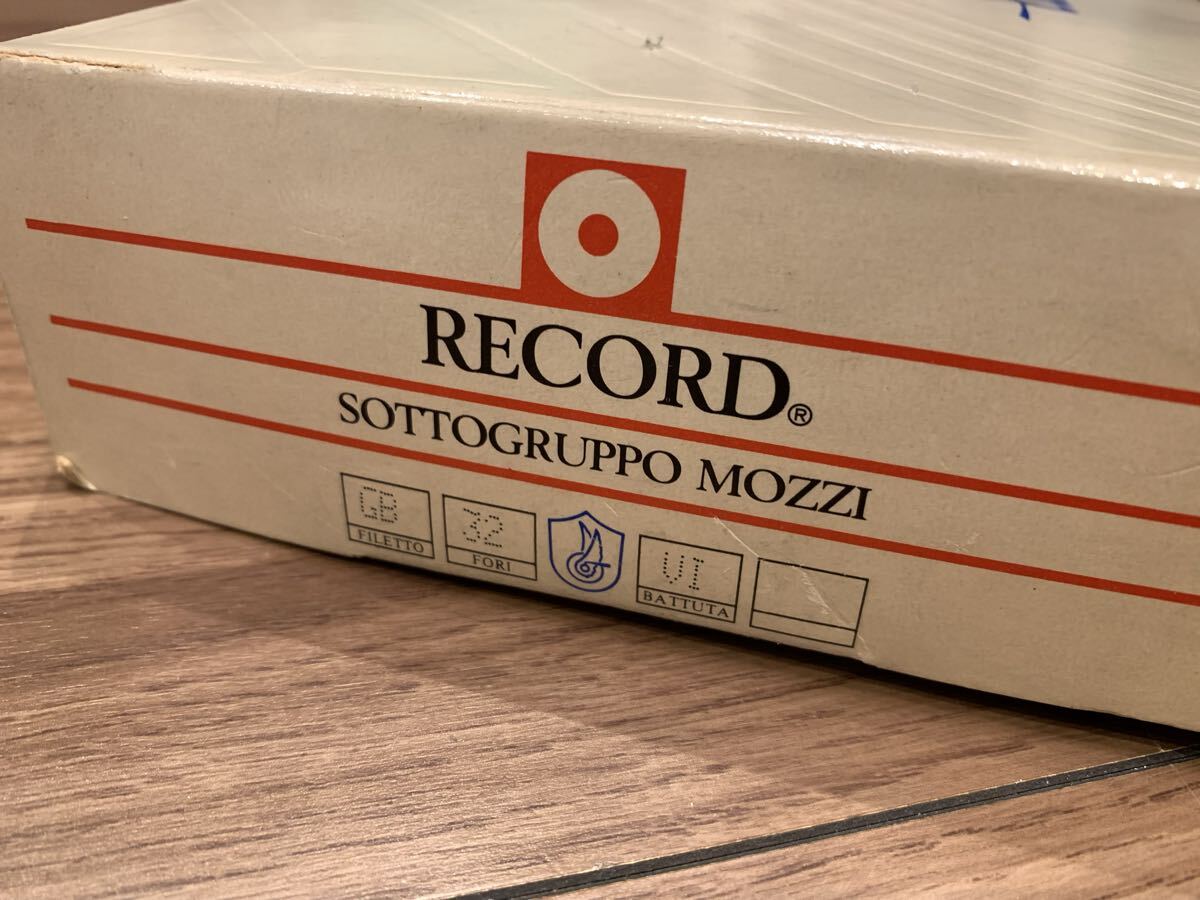 RECORD®
SOTTOGRUPPO MOZZI
GB 32 VI
FILETTO FORI BATTUTA